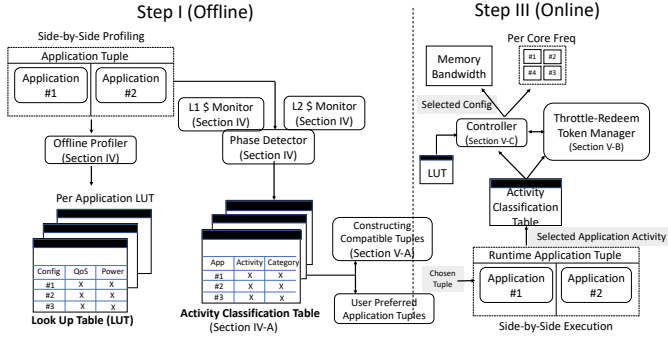 Step I (Offline)
Side-by-Side Profiling
Application Tuple
Application
#1
Application
#2
L1 $ Monitor
(Section IV)
L2 $ Monitor
(Section IV)
Offline Profiler
(Section IV)
Phase Detector
(Section IV)
Per Application LUT
Config QoS Power
#1 X X
#2 X X
#3 X X
Look Up Table (LUT)
App Activity Category
#1 X X
#2 X X
#3 X X
Activity Classification Table
(Section IV-A)
Constructing
Compatible Tuples
(Section V-A)
User Preferred
Application Tuples
Step III (Online)
Per Core Freq
Memory
Bandwidth
#1 #2
#4 #3
Selected Config
Controller
(Section V-C)
Throttle-Redeem
Token Manager
(Section V-B)
LUT
Activity
Classification
Table
Selected Application Activity
Chosen
Tuple
Runtime Application Tuple
Application
#1
Application
#2
Side-by-Side Execution